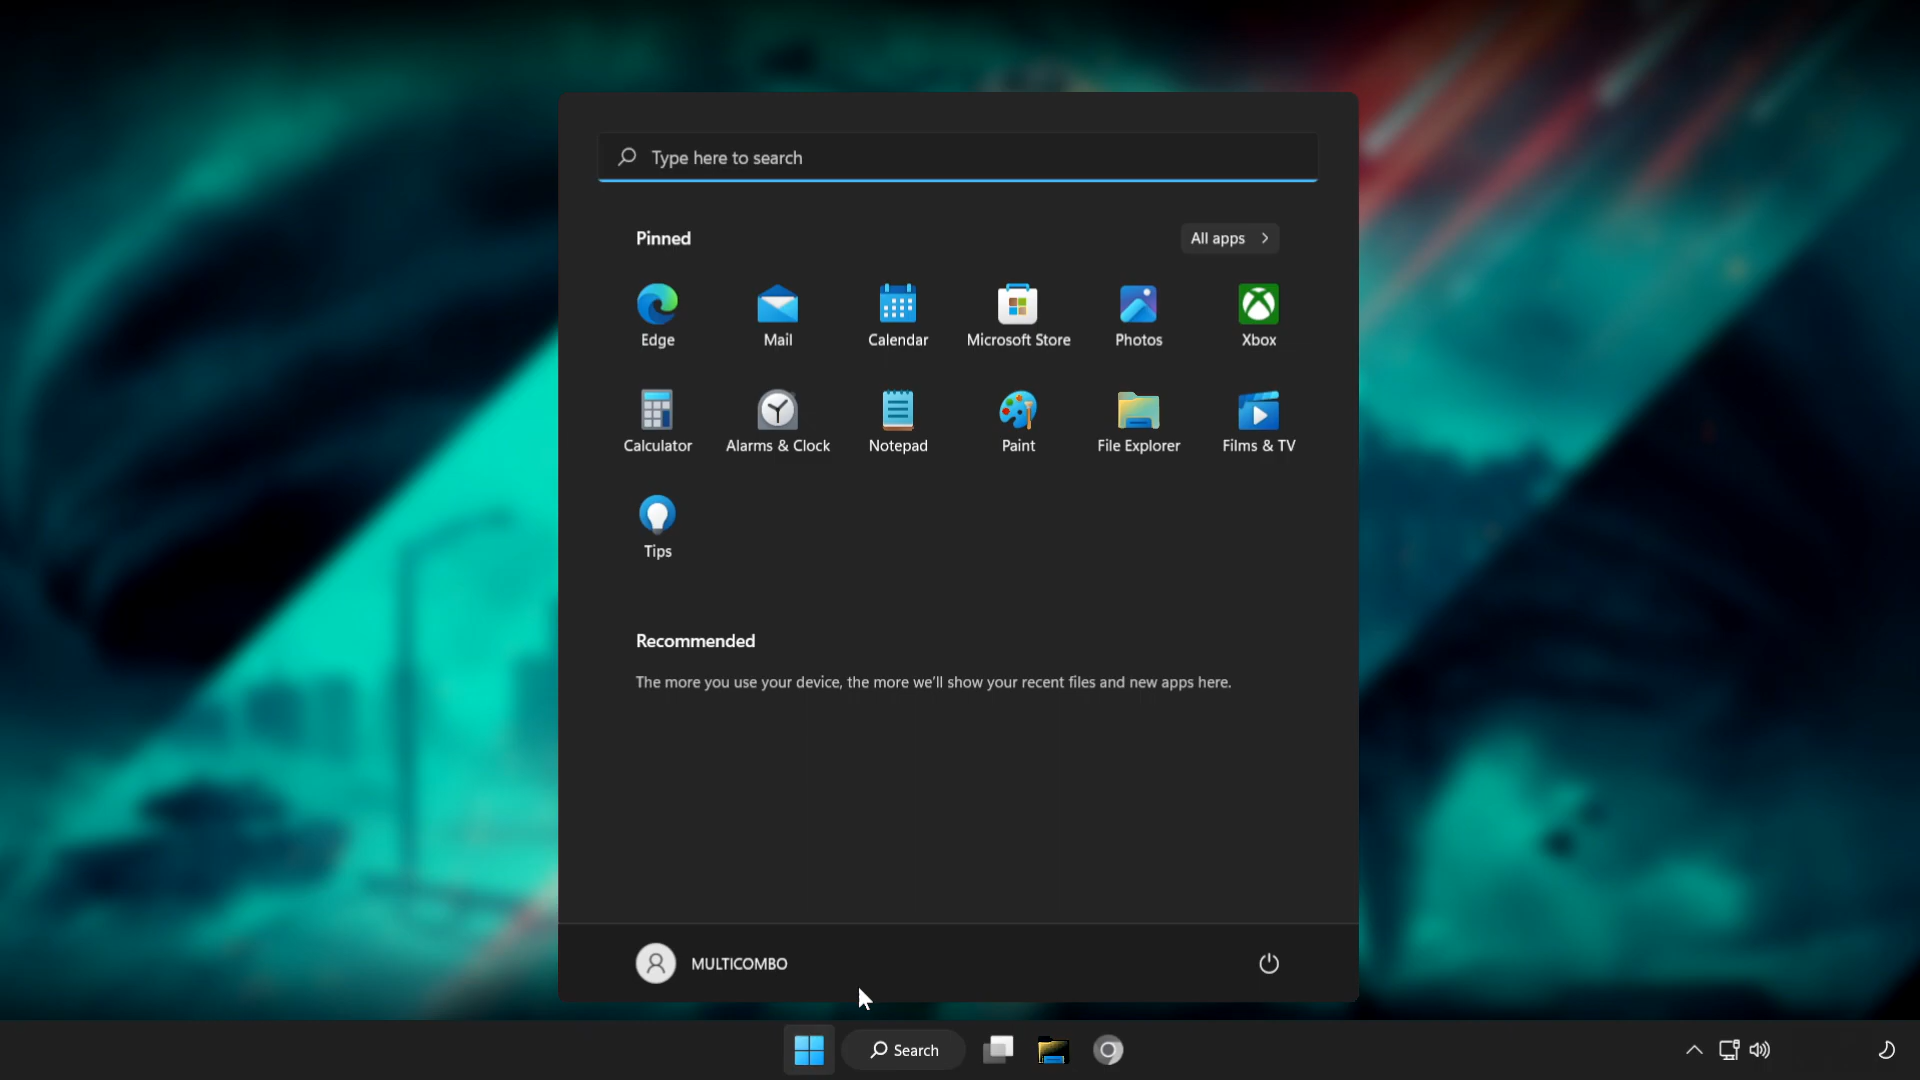 Type here to search
Pinned
All apps
Edge
Mail
Calendar
Microsoft Store
Photos
Xbox
Calculator
Alarms & Clock
Notepad
Paint
File Explorer
Films & TV
Tips
Recommended
The more you use your device, the more we'll show your recent files and new apps here.
MULTICOMBO
Search